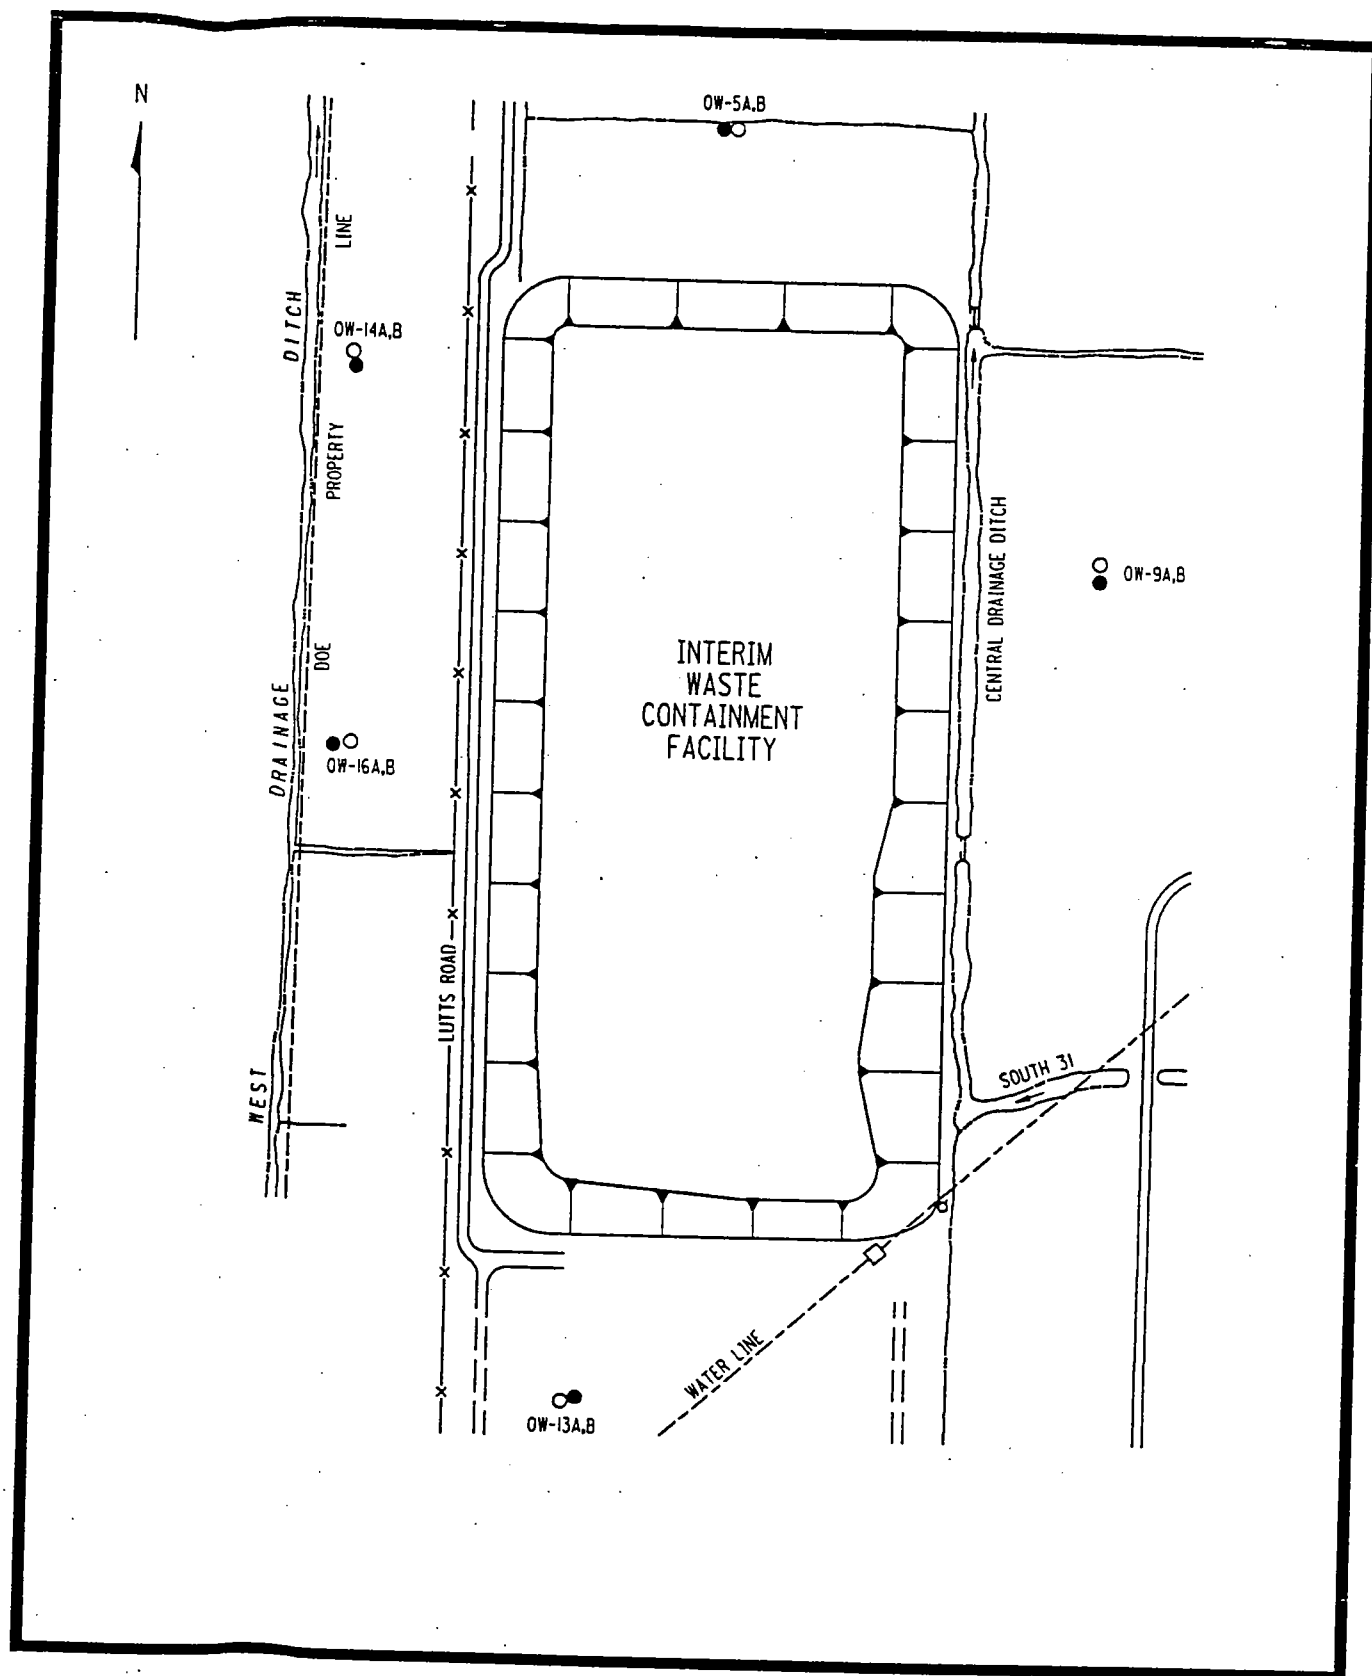 N
OW-5A,B
LINE
DITCH
OW-14A,B
PROPERTY
CENTRAL DRAINAGE DITCH
OW-9A,B
INTERIM
WASTE
CONTAINMENT
FACILITY
DOE
DRAINAGE
OW-16A,B
LUTTS ROAD
SOUTH 31
WEST
WATER LINE
OW-13A,B